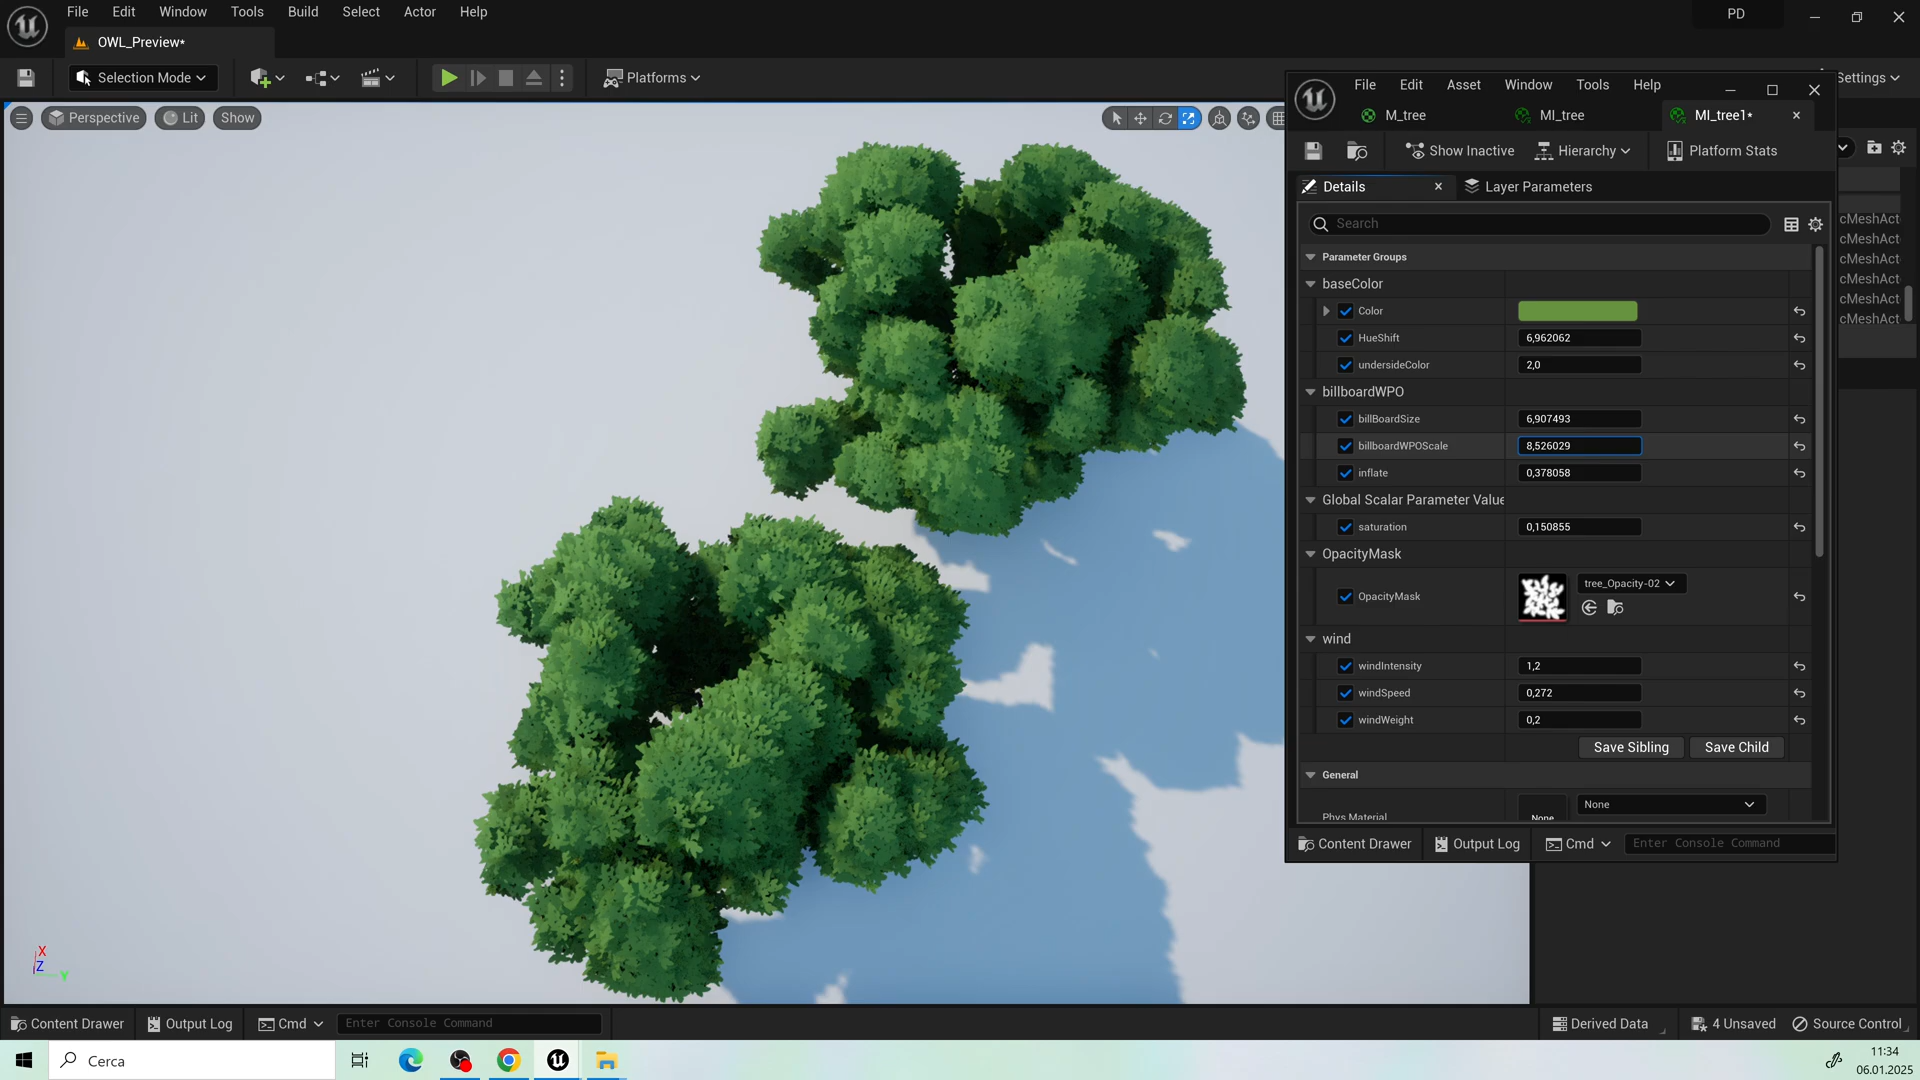 File Edit Window Tools Build Select Actor Help
PD
OWL_Preview*
Selection Mode
Platforms
Settings
Perspective
Lit
Show
File Edit Asset Window Tools Help
M_tree
MI_tree
MI_tree1*
Show Inactive
Hierarchy
Platform Stats
Details
Layer Parameters
Search
Parameter Groups
baseColor
Color
HueShift 6,962062
undersideColor 2,0
billboardWPO
billBoardSize 6,907493
billboardWPOScale 8,526029
inflate 0,378058
Global Scalar Parameter Value
saturation 0,150855
OpacityMask
OpacityMask
tree_Opacity-02
wind
windIntensity 1,2
windSpeed 0,272
windWeight 0,2
Save Sibling
Save Child
General
Phys Material
None
None
Content Drawer
Output Log
Cmd
Enter Console Command
cMeshAct
cMeshAct
cMeshAct
cMeshAct
cMeshAct
cMeshAct
X
Z
Y
Content Drawer
Output Log
Cmd
Enter Console Command
Derived Data
4 Unsaved
Source Control
Cerca
11:34
06.01.2025